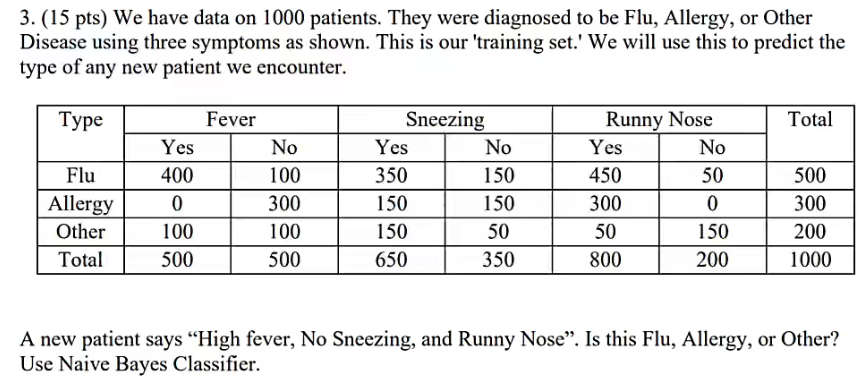 3. (15 pts) We have data on 1000 patients. They were diagnosed to be Flu, Allergy, or Other
Disease using three symptoms as shown. This is our 'training set.' We will use this to predict the
type of any new patient we encounter.
Type Fever Sneezing Runny Nose Total
Yes No Yes No Yes No
Flu 400 100 350 150 450 50 500
Allergy 0 300 150 150 300 0 300
Other 100 100 150 50 50 150 200
Total 500 500 650 350 800 200 1000
A new patient says “High fever, No Sneezing, and Runny Nose”. Is this Flu, Allergy, or Other?
Use Naive Bayes Classifier.